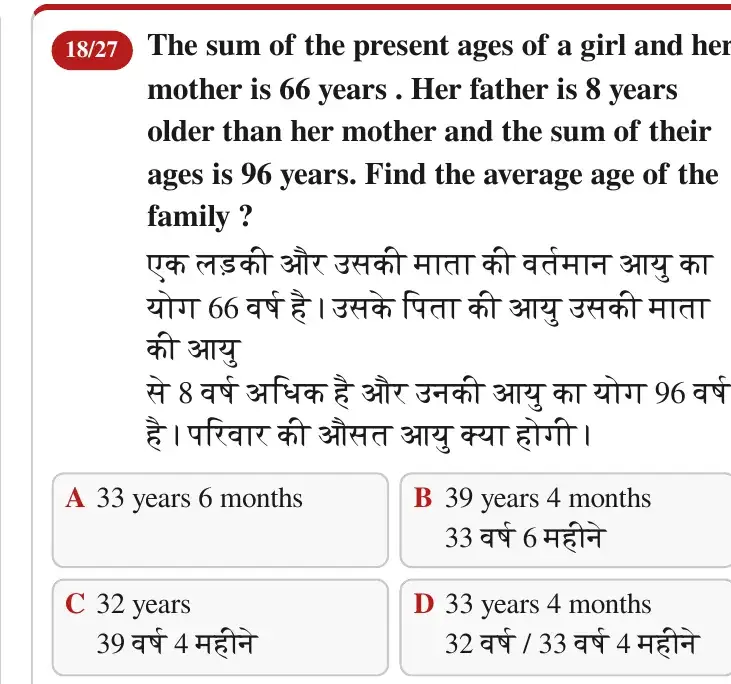 18/27 The sum of the present ages of a girl and her
mother is 66 years . Her father is 8 years
older than her mother and the sum of their
ages is 96 years. Find the average age of the
family ?
एक लड़की और उसकी माता की वर्तमान आयु का
योग 66 वर्ष है। उसके पिता की आयु उसकी माता
की आयु
से 8 वर्ष अधिक है और उनकी आयु का योग 96 वर्ष
है। परिवार की औसत आयु क्या होगी।
A 33 years 6 months
B 39 years 4 months
33 वर्ष 6 महीने
C 32 years
39 वर्ष 4 महीने
D 33 years 4 months
32 वर्ष / 33 वर्ष 4 महीने